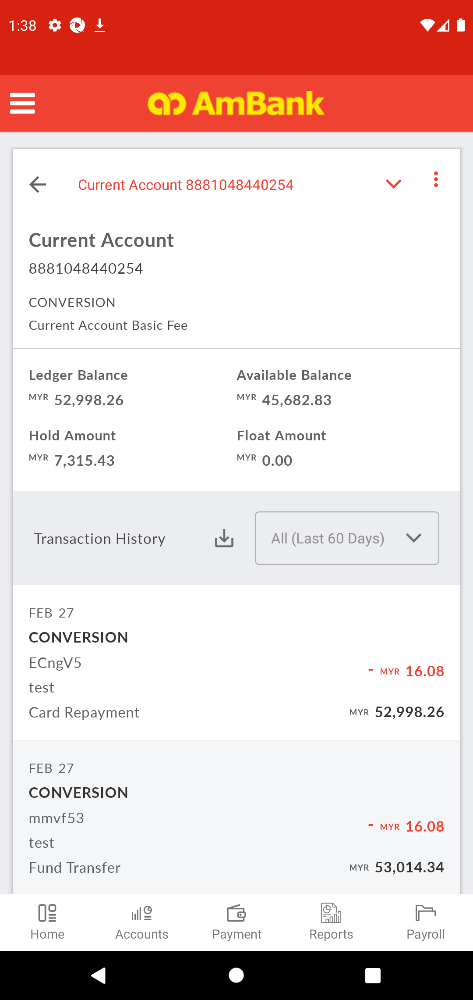 1:38
AmBank
Current Account 8881048440254
Current Account
8881048440254
CONVERSION
Current Account Basic Fee
Ledger Balance Available Balance
MYR 52,998.26 MYR 45,682.83
Hold Amount Float Amount
MYR 7,315.43 MYR 0.00
Transaction History All (Last 60 Days)
FEB 27
CONVERSION
ECngV5
- MYR 16.08
test
Card Repayment MYR 52,998.26
FEB 27
CONVERSION
mmvf53
- MYR 16.08
test
Fund Transfer MYR 53,014.34
Home Accounts Payment Reports Payroll